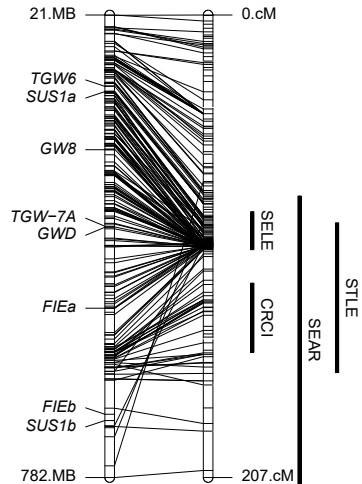 21.MB
0.cM
TGW6
SUS1a
GW8
TGW−7A
GWD
FIEa
FIEb
SUS1b
782.MB
207.cM
SELE
CRCI
SEAR
STLE